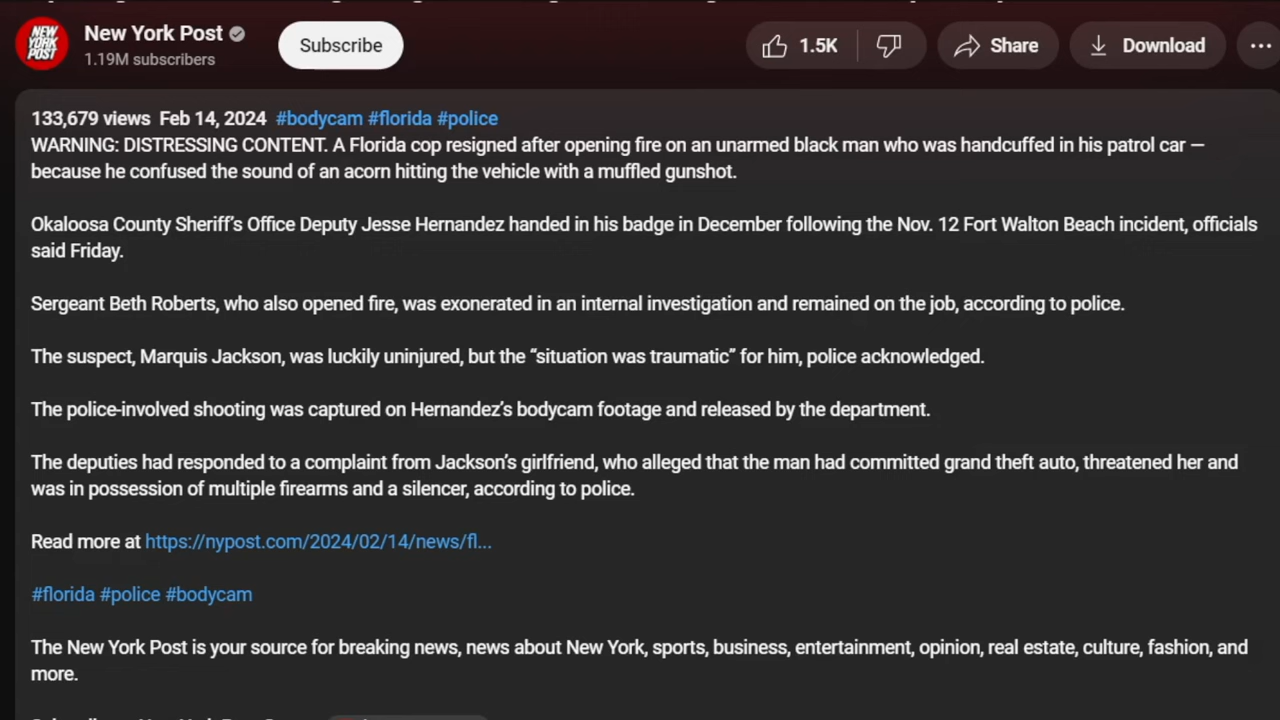 NEW YORK POST
New York Post
1.19M subscribers
Subscribe
1.5K
Share
Download
133,679 views Feb 14, 2024 #bodycam #florida #police
WARNING: DISTRESSING CONTENT. A Florida cop resigned after opening fire on an unarmed black man who was handcuffed in his patrol car —
because he confused the sound of an acorn hitting the vehicle with a muffled gunshot.
Okaloosa County Sheriff's Office Deputy Jesse Hernandez handed in his badge in December following the Nov. 12 Fort Walton Beach incident, officials
said Friday.
Sergeant Beth Roberts, who also opened fire, was exonerated in an internal investigation and remained on the job, according to police.
The suspect, Marquis Jackson, was luckily uninjured, but the “situation was traumatic” for him, police acknowledged.
The police-involved shooting was captured on Hernandez's bodycam footage and released by the department.
The deputies had responded to a complaint from Jackson's girlfriend, who alleged that the man had committed grand theft auto, threatened her and
was in possession of multiple firearms and a silencer, according to police.
Read more at https://nypost.com/2024/02/14/news/fl...
#florida #police #bodycam
The New York Post is your source for breaking news, news about New York, sports, business, entertainment, opinion, real estate, culture, fashion, and
more.